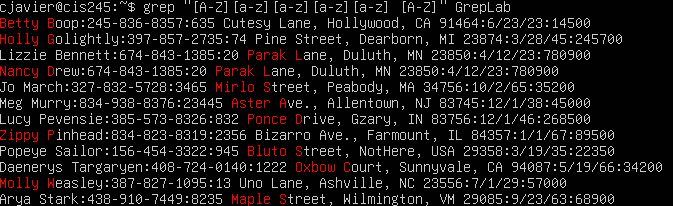 cjavier@cis245:~$ grep "[A-Z][a-z][a-z][a-z][a-z] [A-Z]" GrepLab
Betty Boop:245-836-8357:635 Cutesy Lane, Hollywood, CA 91464:6/23/23:14500
Holly Golightly:397-857-2735:74 Pine Street, Dearborn, MI 23874:3/28/45:245700
Lizzie Bennett:674-843-1385:20 Parak Lane, Duluth, MN 23850:4/12/23:780900
Nancy Drew:674-843-1385:20 Parak Lane, Duluth, MN 23850:4/12/23:780900
Jo March:327-832-5728:3465 Mirlo Street, Peabody, MA 34756:10/2/65:35200
Meg Murry:834-938-8376:23445 Aster Ave., Allentown, NJ 83745:12/1/38:45000
Lucy Pevensie:385-573-8326:832 Ponce Drive, Gzary, IN 83756:12/1/46:268500
Zippy Pinhead:834-823-8319:2356 Bizarro Ave., Farmount, IL 84357:1/1/67:89500
Popeye Sailor:156-454-3322:945 Bluto Street, NotHere, USA 29358:3/19/35:22350
Daenerys Targaryen:408-724-0140:1222 Oxbow Court, Sunnyvale, CA 94087:5/19/66:34200
Molly Weasley:387-827-1095:13 Uno Lane, Ashville, NC 23556:7/1/29:57000
Arya Stark:438-910-7449:8235 Maple Street, Wilmington, VM 29085:9/23/63:68900